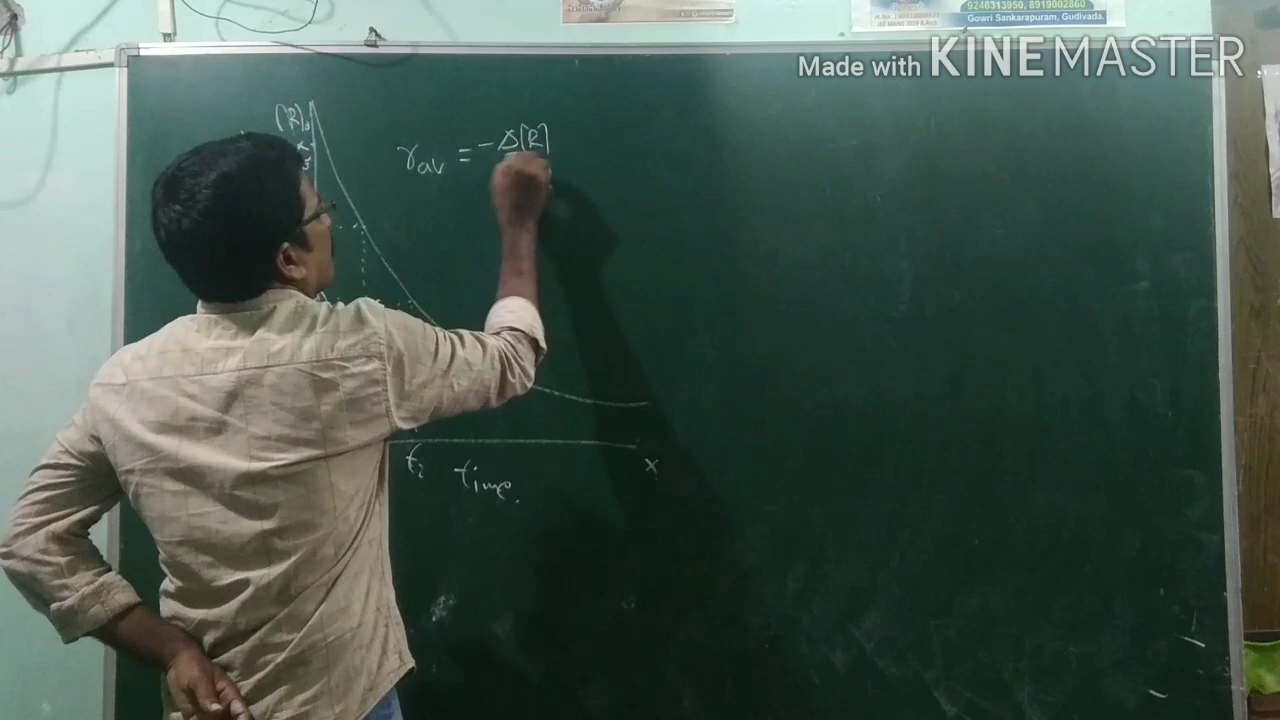 9246313950, 8919002860
Gowri Sankarapuram, Gudivada.
Made with KINEMASTER
[R]₀
r_av = -Δ[R]
t₂ time. x